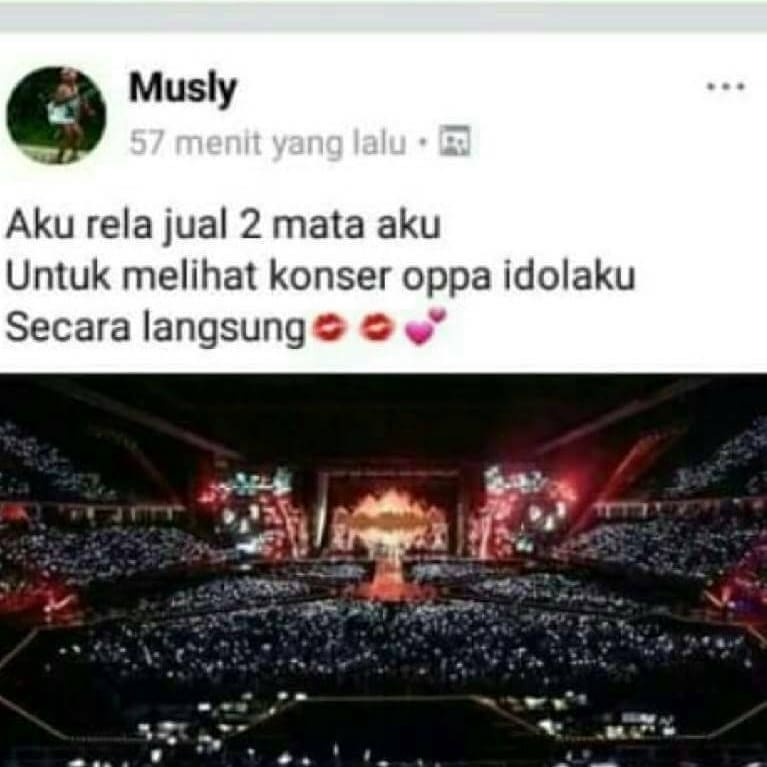 Musly
57 menit yang lalu •
Aku rela jual 2 mata aku
Untuk melihat konser oppa idolaku
Secara langsung💋💋💕